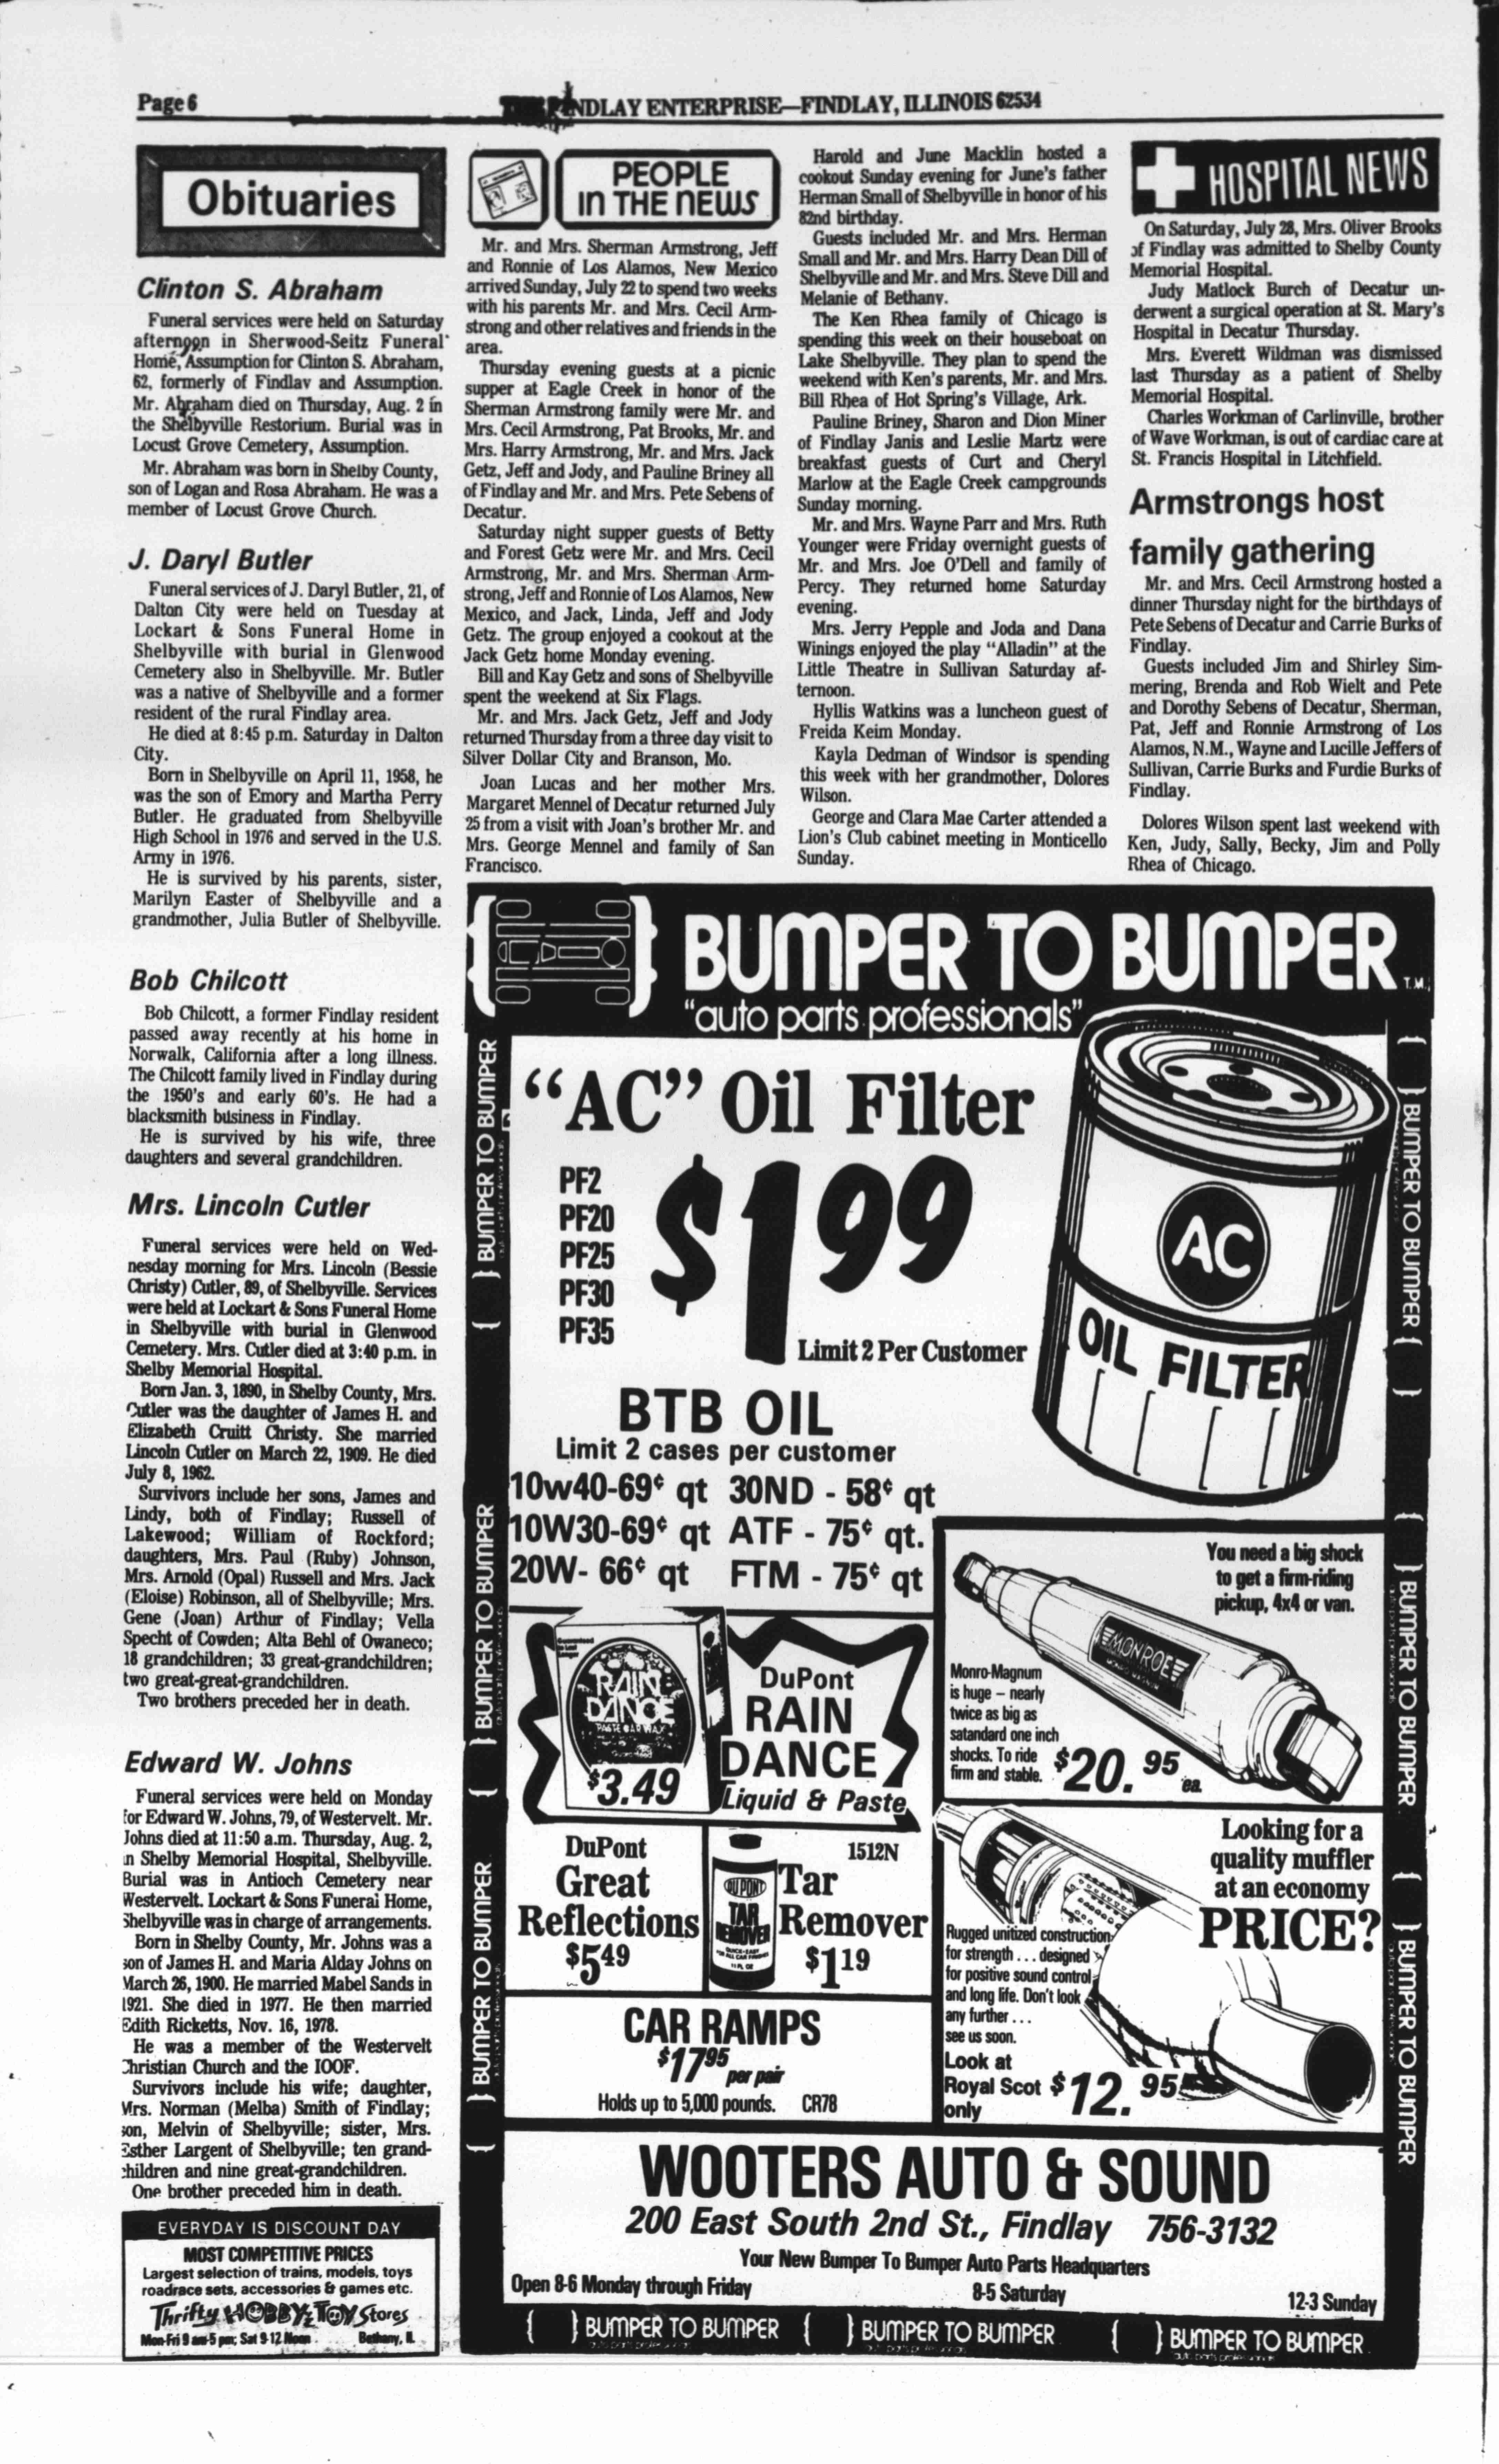 Page 6
FINDLAY ENTERPRISE—FINDLAY, ILLINOIS 62534
Obituaries
Clinton S. Abraham
Funeral services were held on Saturday
afternoon in Sherwood-Seitz Funeral
Home, Assumption for Clinton S. Abraham,
62, formerly of Findlay and Assumption.
Mr. Abraham died on Thursday, Aug. 2 in
the Shelbyville Restorium. Burial was in
Locust Grove Cemetery, Assumption.
Mr. Abraham was born in Shelby County,
son of Logan and Rosa Abraham. He was a
member of Locust Grove Church.
J. Daryl Butler
Funeral services of J. Daryl Butler, 21, of
Dalton City were held on Tuesday at
Lockart & Sons Funeral Home in
Shelbyville with burial in Glenwood
Cemetery also in Shelbyville. Mr. Butler
was a native of Shelbyville and a former
resident of the rural Findlay area.
He died at 8:45 p.m. Saturday in Dalton
City.
Born in Shelbyville on April 11, 1958, he
was the son of Emory and Martha Perry
Butler. He graduated from Shelbyville
High School in 1976 and served in the U.S.
Army in 1976.
He is survived by his parents, sister,
Marilyn Easter of Shelbyville and a
grandmother, Julia Butler of Shelbyville.
Bob Chilcott
Bob Chilcott, a former Findlay resident
passed away recently at his home in
Norwalk, California after a long illness.
The Chilcott family lived in Findlay during
the 1950's and early 60's. He had a
blacksmith business in Findlay.
He is survived by his wife, three
daughters and several grandchildren.
Mrs. Lincoln Cutler
Funeral services were held on Wed-
nesday morning for Mrs. Lincoln (Bessie
Christy) Cutler, 89, of Shelbyville. Services
were held at Lockart & Sons Funeral Home
in Shelbyville with burial in Glenwood
Cemetery. Mrs. Cutler died at 3:40 p.m. in
Shelby Memorial Hospital.
Born Jan. 3, 1890, in Shelby County, Mrs.
Cutler was the daughter of James H. and
Elizabeth Cruitt Christy. She married
Lincoln Cutler on March 22, 1909. He died
July 8, 1962.
Survivors include her sons, James and
Lindy, both of Findlay; Russell of
Lakewood; William of Rockford;
daughters, Mrs. Paul (Ruby) Johnson,
Mrs. Arnold (Opal) Russell and Mrs. Jack
(Eloise) Robinson, all of Shelbyville; Mrs.
Gene (Joan) Arthur of Findlay; Vella
Specht of Cowden; Alta Behl of Owaneco;
18 grandchildren; 33 great-grandchildren;
two great-great-grandchildren.
Two brothers preceded her in death.
Edward W. Johns
Funeral services were held on Monday
for Edward W. Johns, 79, of Westervelt. Mr.
Johns died at 11:50 a.m. Thursday, Aug. 2,
in Shelby Memorial Hospital, Shelbyville.
Burial was in Antioch Cemetery near
Westervelt. Lockart & Sons Funeral Home,
Shelbyville was in charge of arrangements.
Born in Shelby County, Mr. Johns was a
son of James H. and Maria Alday Johns on
March 26, 1900. He married Mabel Sands in
1921. She died in 1977. He then married
Edith Ricketts, Nov. 16, 1978.
He was a member of the Westervelt
Christian Church and the IOOF.
Survivors include his wife; daughter,
Mrs. Norman (Melba) Smith of Findlay;
son, Melvin of Shelbyville; sister, Mrs.
Esther Largent of Shelbyville; ten grand-
children and nine great-grandchildren.
One brother preceded him in death.
EVERYDAY IS DISCOUNT DAY
MOST COMPETITIVE PRICES
Largest selection of trains, models, toys
roadrace sets, accessories & games etc.
Thrifty HOBBY & TOY Stores
Mon-Fri 9 am-5 pm; Sat 9-12 Noon Bethany, IL
PEOPLE
in THE news
Mr. and Mrs. Sherman Armstrong, Jeff
and Ronnie of Los Alamos, New Mexico
arrived Sunday, July 22 to spend two weeks
with his parents Mr. and Mrs. Cecil Arm-
strong and other relatives and friends in the
area.
Thursday evening guests at a picnic
supper at Eagle Creek in honor of the
Sherman Armstrong family were Mr. and
Mrs. Cecil Armstrong, Pat Brooks, Mr. and
Mrs. Harry Armstrong, Mr. and Mrs. Jack
Getz, Jeff and Jody, and Pauline Briney all
of Findlay and Mr. and Mrs. Pete Sebens of
Decatur.
Saturday night supper guests of Betty
and Forest Getz were Mr. and Mrs. Cecil
Armstrong, Mr. and Mrs. Sherman Arm-
strong, Jeff and Ronnie of Los Alamos, New
Mexico, and Jack, Linda, Jeff and Jody
Getz. The group enjoyed a cookout at the
Jack Getz home Monday evening.
Bill and Kay Getz and sons of Shelbyville
spent the weekend at Six Flags.
Mr. and Mrs. Jack Getz, Jeff and Jody
returned Thursday from a three day visit to
Silver Dollar City and Branson, Mo.
Joan Lucas and her mother Mrs.
Margaret Mennel of Decatur returned July
25 from a visit with Joan's brother Mr. and
Mrs. George Mennel and family of San
Francisco.
Harold and June Macklin hosted a
cookout Sunday evening for June's father
Herman Small of Shelbyville in honor of his
82nd birthday.
Guests included Mr. and Mrs. Herman
Small and Mr. and Mrs. Harry Dean Dill of
Shelbyville and Mr. and Mrs. Steve Dill and
Melanie of Bethany.
The Ken Rhea family of Chicago is
spending this week on their houseboat on
Lake Shelbyville. They plan to spend the
weekend with Ken's parents, Mr. and Mrs.
Bill Rhea of Hot Spring's Village, Ark.
Pauline Briney, Sharon and Dion Miner
of Findlay Janis and Leslie Martz were
breakfast guests of Curt and Cheryl
Marlow at the Eagle Creek campgrounds
Sunday morning.
Mr. and Mrs. Wayne Parr and Mrs. Ruth
Younger were Friday overnight guests of
Mr. and Mrs. Joe O'Dell and family of
Percy. They returned home Saturday
evening.
Mrs. Jerry Pepple and Joda and Dana
Winings enjoyed the play "Alladin" at the
Little Theatre in Sullivan Saturday af-
ternoon.
Hyllis Watkins was a luncheon guest of
Freida Keim Monday.
Kayla Dedman of Windsor is spending
this week with her grandmother, Dolores
Wilson.
George and Clara Mae Carter attended a
Lion's Club cabinet meeting in Monticello
Sunday.
HOSPITAL NEWS
On Saturday, July 28, Mrs. Oliver Brooks
of Findlay was admitted to Shelby County
Memorial Hospital.
Judy Matlock Burch of Decatur un-
derwent a surgical operation at St. Mary's
Hospital in Decatur Thursday.
Mrs. Everett Wildman was dismissed
last Thursday as a patient of Shelby
Memorial Hospital.
Charles Workman of Carlinville, brother
of Wave Workman, is out of cardiac care at
St. Francis Hospital in Litchfield.
Armstrongs host
family gathering
Mr. and Mrs. Cecil Armstrong hosted a
dinner Thursday night for the birthdays of
Pete Sebens of Decatur and Carrie Burks of
Findlay.
Guests included Jim and Shirley Sim-
mering, Brenda and Rob Wielt and Pete
and Dorothy Sebens of Decatur, Sherman,
Pat, Jeff and Ronnie Armstrong of Los
Alamos, N.M., Wayne and Lucille Jeffers of
Sullivan, Carrie Burks and Furdie Burks of
Findlay.
Dolores Wilson spent last weekend with
Ken, Judy, Sally, Becky, Jim and Polly
Rhea of Chicago.
BUMPER TO BUMPER T.M.
"auto parts professionals"
"AC" Oil Filter
PF2
PF20
PF25
PF30
PF35
$1 99
Limit 2 Per Customer
AC
OIL FILTER
BTB OIL
Limit 2 cases per customer
10w40-69¢ qt 30ND - 58¢ qt
10W30-69¢ qt ATF - 75¢ qt.
20W- 66¢ qt FTM - 75¢ qt
RAIN
DANCE
PASTE CAR WAX
$3.49
DuPont
RAIN
DANCE
Liquid & Paste
You need a big shock
to get a firm-riding
pickup, 4x4 or van.
MONROE
Monro-Magnum
is huge – nearly
twice as big as
satandard one inch
shocks. To ride
firm and stable.
$20.95 ea.
DuPont
Great
Reflections
$5 49
DU PONT
TAR
REMOVER
1512N
Tar
Remover
$1 19
CAR RAMPS
$17 95 per pair
Holds up to 5,000 pounds. CR78
Looking for a
quality muffler
at an economy
PRICE?
Rugged unitized construction
for strength . . . designed
for positive sound control
and long life. Don't look
any further . . .
see us soon.
Look at
Royal Scot
only
$12.95
WOOTERS AUTO & SOUND
200 East South 2nd St., Findlay 756-3132
Your New Bumper To Bumper Auto Parts Headquarters
Open 8-6 Monday through Friday 8-5 Saturday 12-3 Sunday
BUMPER TO BUMPER
BUMPER TO BUMPER
BUMPER TO BUMPER
BUMPER TO BUMPER
BUMPER TO BUMPER
BUMPER TO BUMPER
BUMPER TO BUMPER
BUMPER TO BUMPER
BUMPER TO BUMPER